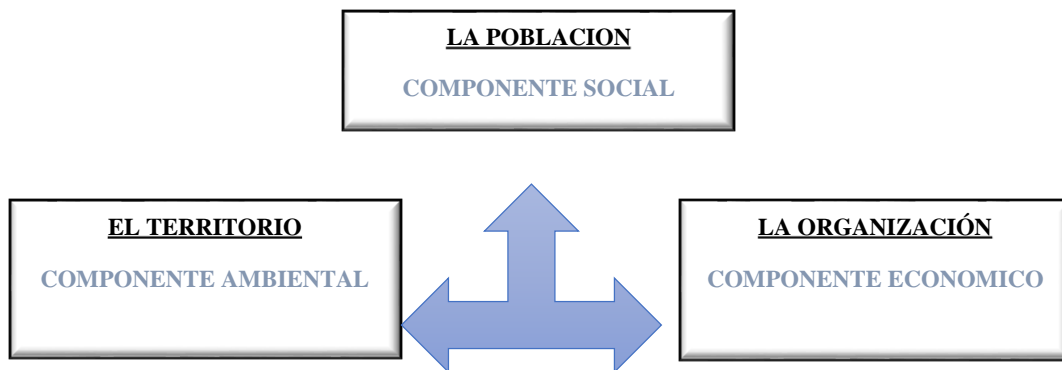 LA POBLACION
COMPONENTE SOCIAL
EL TERRITORIO
COMPONENTE AMBIENTAL
LA ORGANIZACIÓN
COMPONENTE ECONOMICO